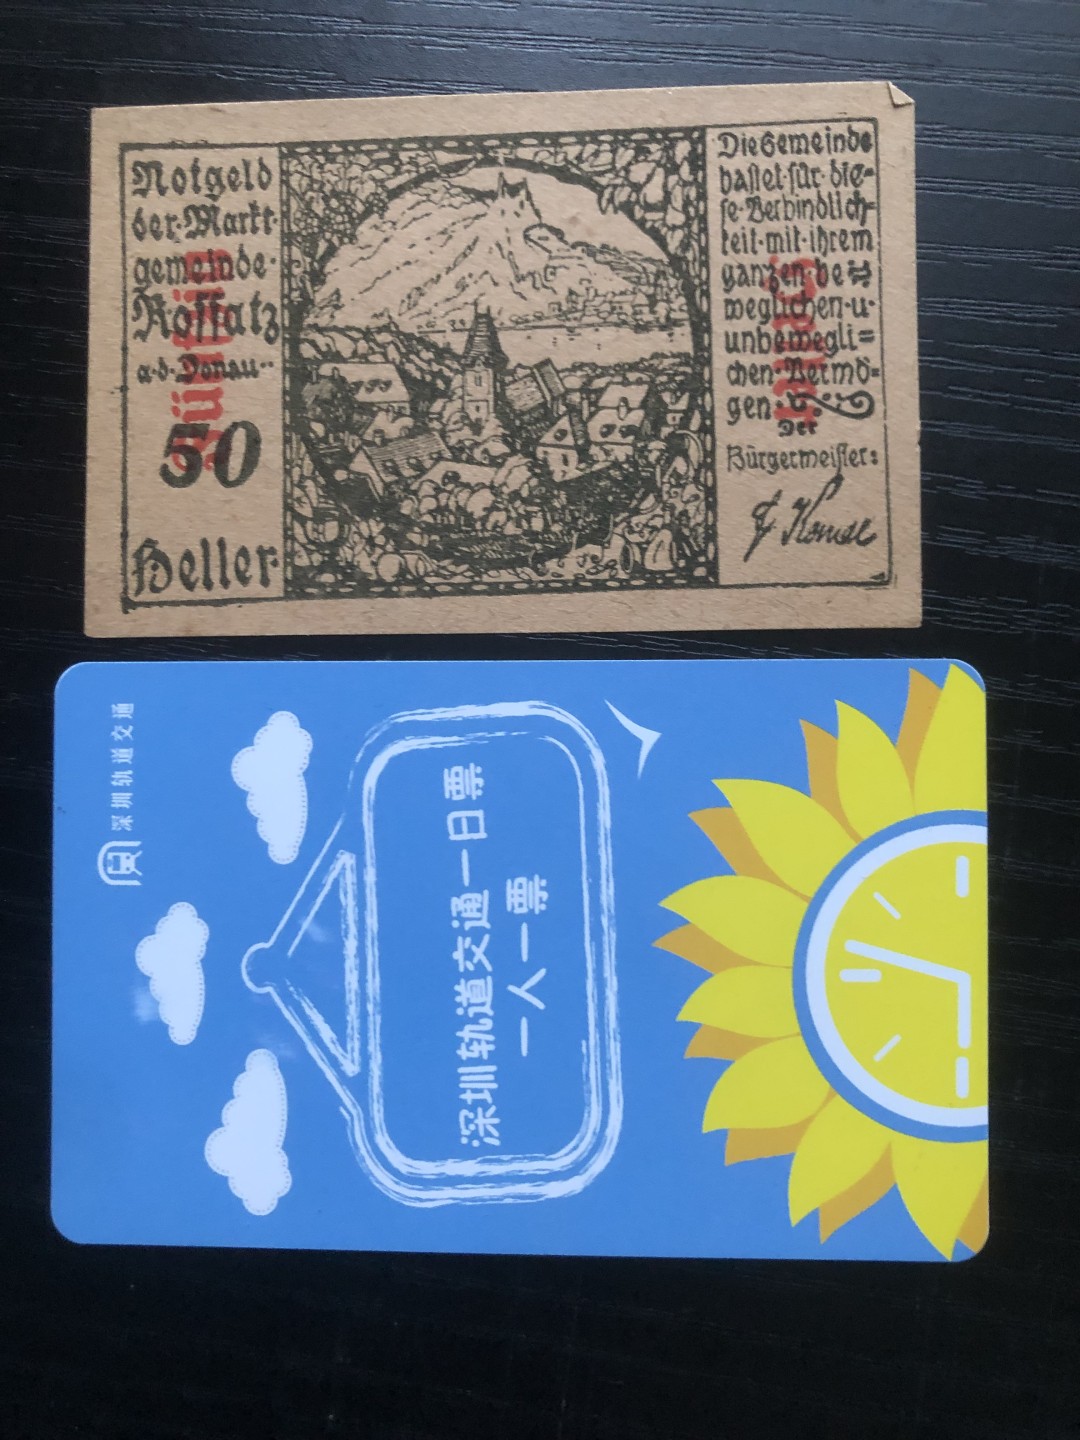 Notgeld
der·Markt·
gemeinde·
Rossatz
a·d·Donau··
50
Heller·
Die Gemeinde
haftet·für·die-
se·Verbindlich-
keit·mit·ihrem
ganzen·be=
weglichen·u·
unbewegli=
chen·Vermö=
gen·
Der
Bürgermeister:
深圳轨道交通
深圳轨道交通一日票
一人一票